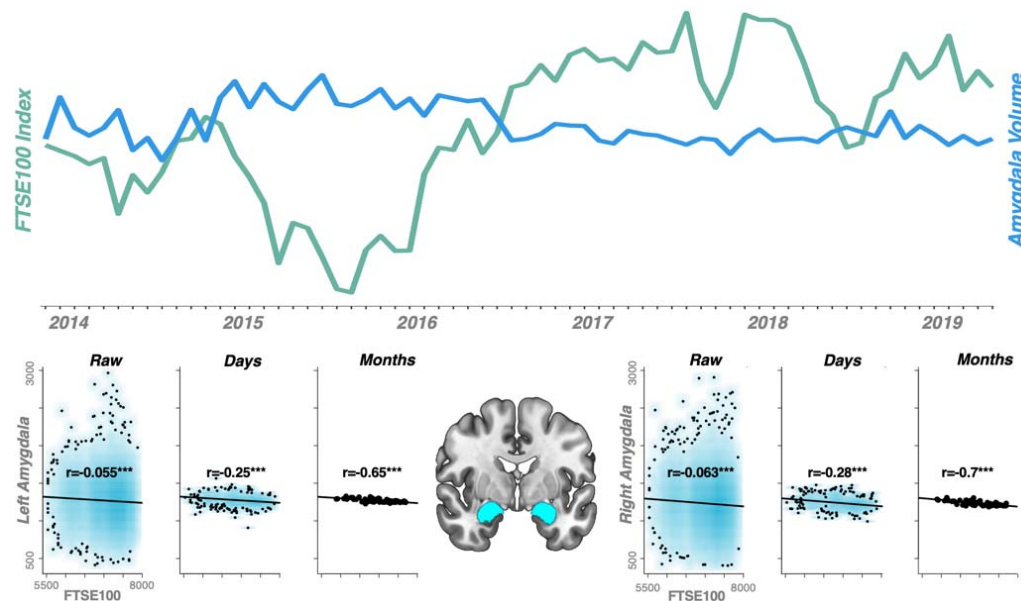 FTSE100 Index
Amygdala Volume
2014 2015 2016 2017 2018 2019
Raw Days Months
Left Amygdala
3000
500
r=-0.055*** r=-0.25*** r=-0.65***
5500 8000
FTSE100
Raw Days Months
Right Amygdala
3000
500
r=-0.063*** r=-0.28*** r=-0.7***
5500 8000
FTSE100